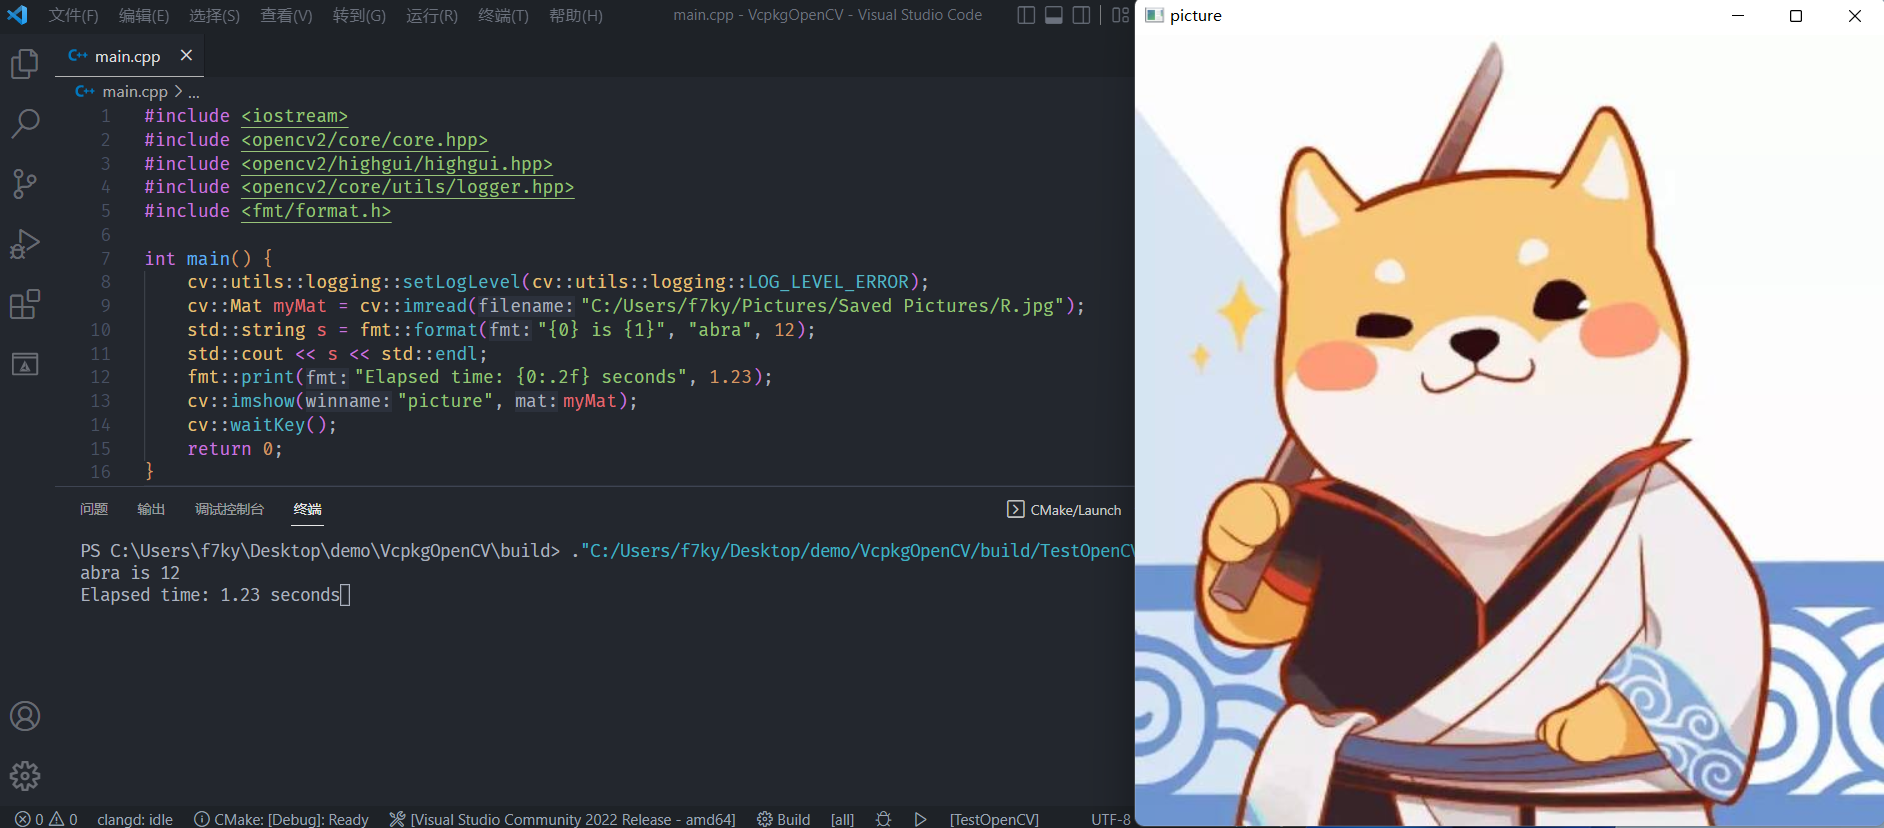 文件(F) 编辑(E) 选择(S) 查看(V) 转到(G) 运行(R) 终端(T) 帮助(H) main.cpp - VcpkgOpenCV - Visual Studio Code
picture
main.cpp
main.cpp > ...
1 #include <iostream>
2 #include <opencv2/core/core.hpp>
3 #include <opencv2/highgui/highgui.hpp>
4 #include <opencv2/core/utils/logger.hpp>
5 #include <fmt/format.h>
6
7 int main() {
8 cv::utils::logging::setLogLevel(cv::utils::logging::LOG_LEVEL_ERROR);
9 cv::Mat myMat = cv::imread(filename: "C:/Users/f7ky/Pictures/Saved Pictures/R.jpg");
10 std::string s = fmt::format(fmt: "{0} is {1}", "abra", 12);
11 std::cout << s << std::endl;
12 fmt::print(fmt: "Elapsed time: {0:.2f} seconds", 1.23);
13 cv::imshow(winname: "picture", mat: myMat);
14 cv::waitKey();
15 return 0;
16 }
问题 输出 调试控制台 终端 CMake/Launch
PS C:\Users\f7ky\Desktop\demo\VcpkgOpenCV\build> ."C:/Users/f7ky/Desktop/demo/VcpkgOpenCV/build/TestOpenCV
abra is 12
Elapsed time: 1.23 seconds
0 0 clangd: idle CMake: [Debug]: Ready [Visual Studio Community 2022 Release - amd64] Build [all] [TestOpenCV] UTF-8